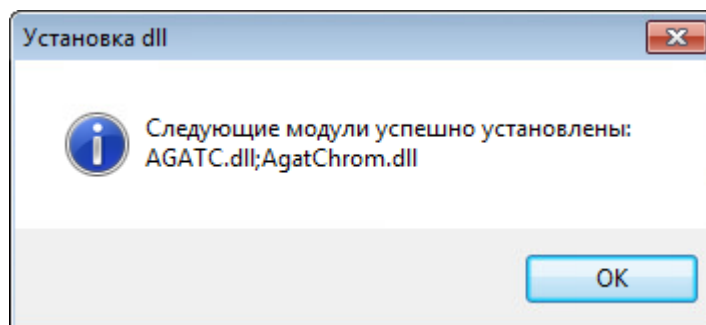 Установка dll
Следующие модули успешно установлены:
AGATC.dll;AgatChrom.dll
OK